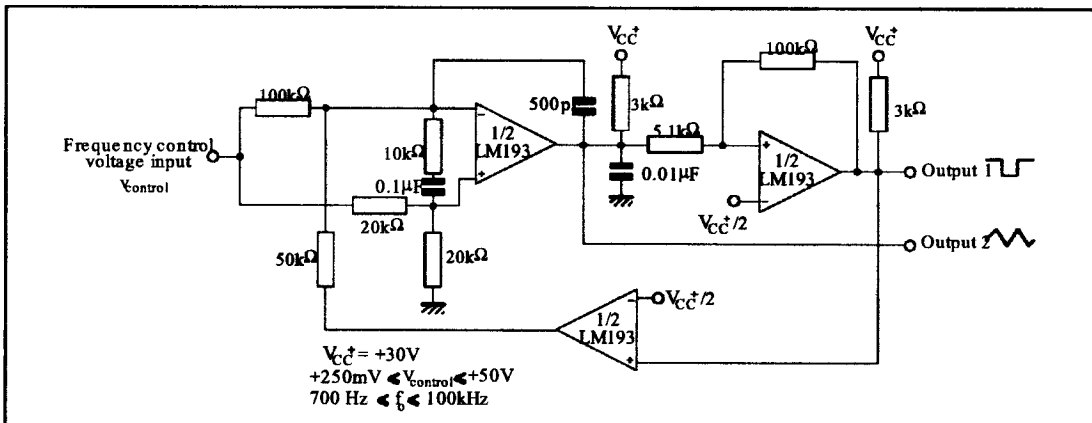 V_CC⁺
V_CC⁺
100kΩ
100kΩ
500p
3kΩ
3kΩ
5.1kΩ
1/2
LM193
1/2
LM193
Frequency control
voltage input
V_control
10kΩ
0.1µF
0.01µF
Output 1
V_CC⁺/2
20kΩ
Output 2
50kΩ
20kΩ
V_CC⁺/2
1/2
LM193
V_CC⁺ = +30V
+250mV ≤ V_control ≤ +50V
700 Hz ≤ f_o ≤ 100kHz